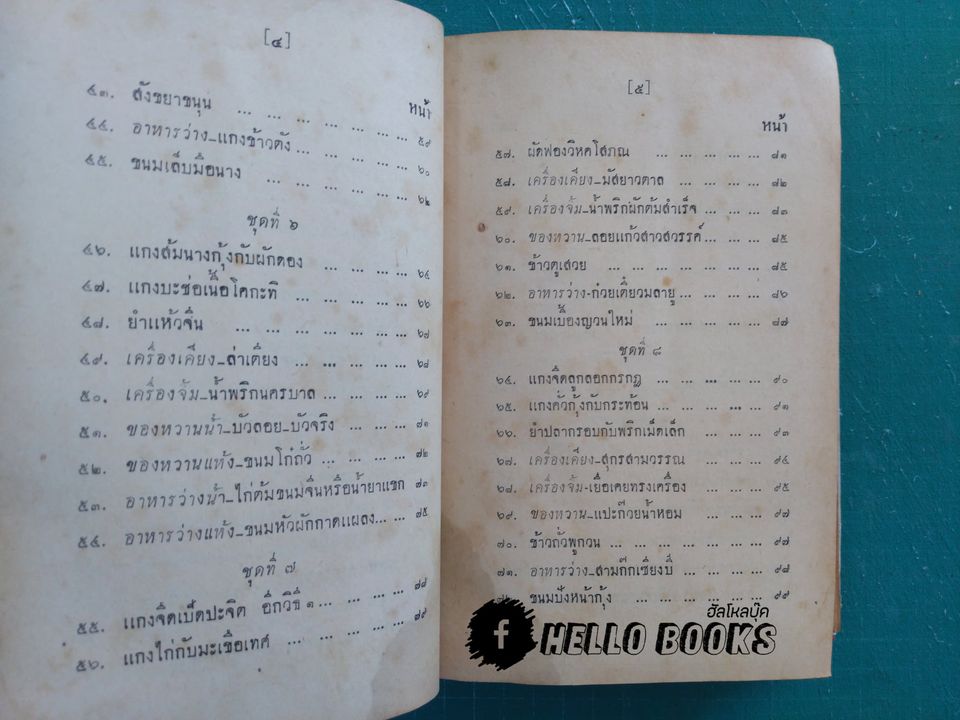 [๔]
หน้า
๔๓. สังขยาขนุน ... ... ... ... ... ... ... ๕๙
๔๔. อาหารว่าง-แกงข้าวตัง ... ... ... ... ... ๖๐
๔๕. ขนมเล็บมือนาง ... ... ... ... ... ... ๖๒
ชุดที่ ๖
๔๖. แกงส้มนางกุ้งกับผักดอง ... ... ... ... ๖๔
๔๗. แกงบะช่อเนื้อโคกะทิ ... ... ... ... ... ๖๖
๔๘. ยำแห้วจีน ... ... ... ... ... ... ... ๖๗
๔๙. เครื่องเคียง-ล่าเตียง ... ... ... ... ... ๖๘
๕๐. เครื่องจิ้ม-น้ำพริกนครบาล ... ... ... ... ๖๙
๕๑. ของหวานน้ำ-บัวลอย-บัวจริง ... ... ... ๗๑
๕๒. ของหวานแห้ง-ขนมโก๋ถั่ว ... ... ... ... ๗๒
๕๓. อาหารว่างน้ำ-ไก่ต้มขนมจีนหรือน้ำยาแขก ๗๓
๕๔. อาหารว่างแห้ง-ขนมหัวผักกาดแผลง ... ... ๗๕
ชุดที่ ๗
๕๕. แกงจืดเป็ดปะจิต อีกวิธี ๑ ... ... ... ... ๗๘
๕๖. แกงไก่กับมะเขือเทศ ... ... ... ... ... ๗๙
[๕]
หน้า
๕๗. ผัดฟองวิหคโสภณ ... ... ... ... ๘๑
๕๘. เครื่องเคียง-มัสยาวตาล ... ... ... ... ๘๒
๕๙. เครื่องจิ้ม-น้ำพริกผักต้มสำเร็จ ... ... ... ๘๓
๖๐. ของหวาน-ลอยแก้วสาวสวรรค์ ... ... ... ๘๕
๖๑. ข้าวตูเสวย ... ... ... ... ... ... ... ๘๕
๖๒. อาหารว่าง-ก๋วยเตี๋ยวมลายู ... ... ... ... ๘๖
๖๓. ขนมเบื้องญวนใหม่ ... ... ... ... ... ๘๗
ชุดที่ ๘
๖๔. แกงจืดลูกลอกกรกฎ ... ... ... ... ... ๙๐
๖๕. แกงคั่วกุ้งกับกระท้อน ... ... ... ... ... ๙๑
๖๖. ยำปลากรอบกับพริกเม็ดเล็ก ... ... ... ๙๓
๖๗. เครื่องเคียง-สุกรสามวรรณ ... ... ... ... ๙๔
๖๘. เครื่องจิ้ม-เยื่อเคยทรงเครื่อง ... ... ... ๙๕
๖๙. ของหวาน-แปะก๊วยน้ำหอม ... ... ... ๙๗
๗๐. ข้าวถั่วพูกวน ... ... ... ... ... ... ๙๗
๗๑. อาหารว่าง-สามก๊กเซียงบี้ ... ... ... ... ๙๘
ขนมปังหน้ากุ้ง ... ... ... ... ... ... ๙๙
ฮัลโหลบุ๊ค
f HELLO BOOKS